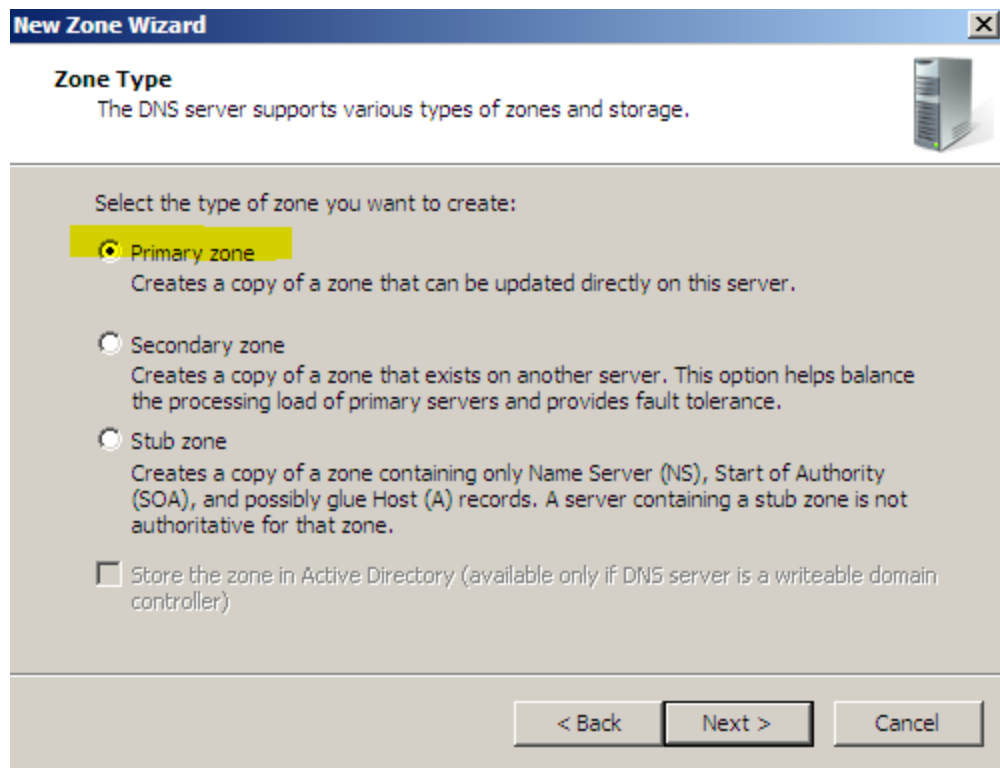 New Zone Wizard
Zone Type
The DNS server supports various types of zones and storage.
Select the type of zone you want to create:
Primary zone
Creates a copy of a zone that can be updated directly on this server.
Secondary zone
Creates a copy of a zone that exists on another server. This option helps balance
the processing load of primary servers and provides fault tolerance.
Stub zone
Creates a copy of a zone containing only Name Server (NS), Start of Authority
(SOA), and possibly glue Host (A) records. A server containing a stub zone is not
authoritative for that zone.
Store the zone in Active Directory (available only if DNS server is a writeable domain
controller)
< Back Next > Cancel